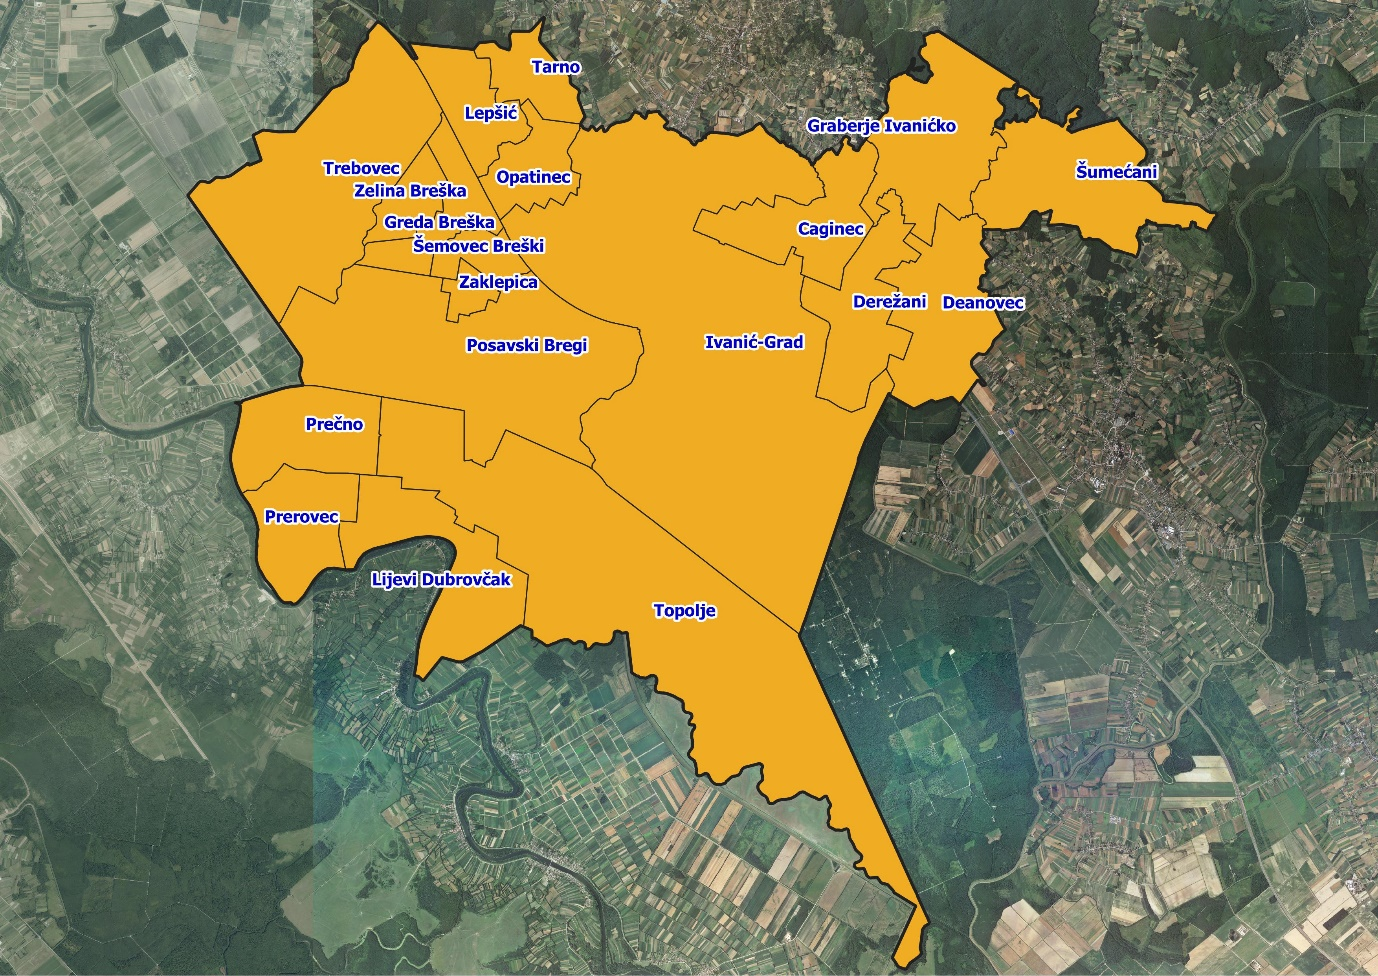 Tarno
Lepšić
Graberje Ivanićko
Trebovec
Šumećani
Opatinec
Zelina Breška
Greda Breška
Caginec
Šemovec Breški
Zaklepica
Derežani
Deanovec
Ivanić-Grad
Posavski Bregi
Prečno
Prerovec
Lijevi Dubrovčak
Topolje